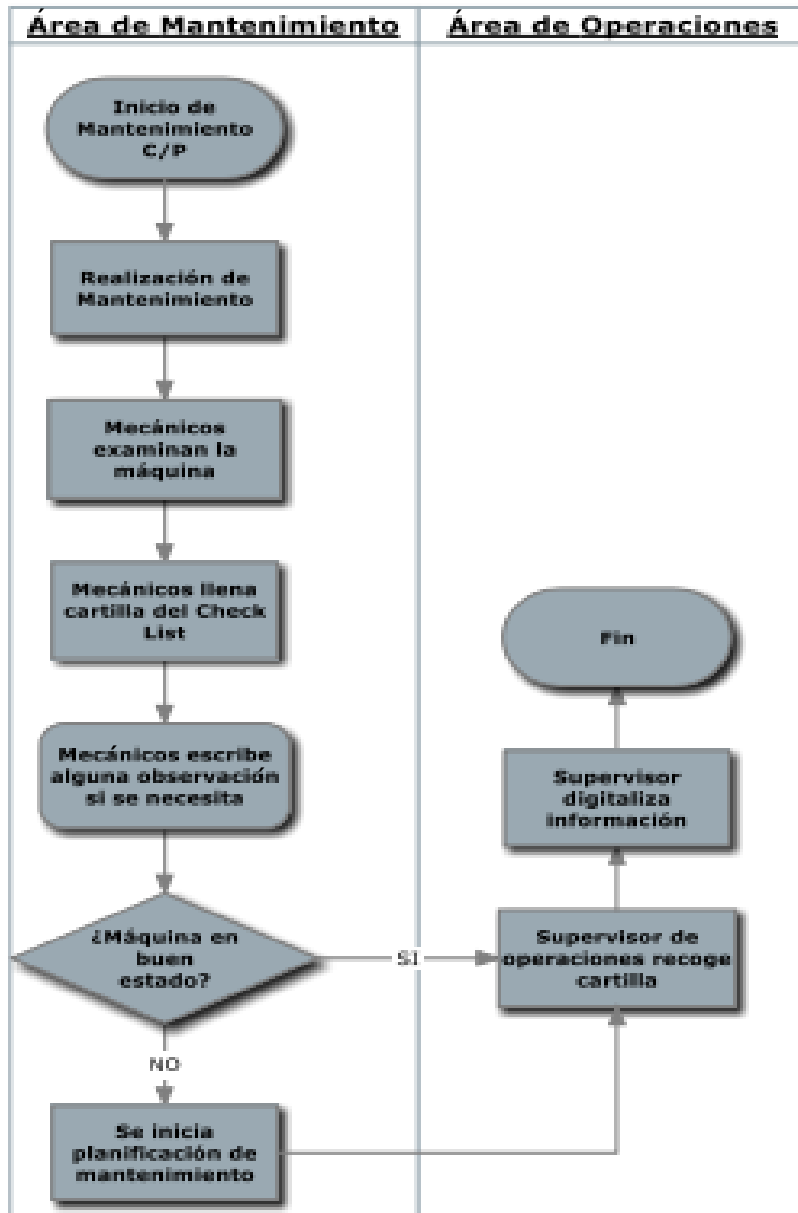 Área de Mantenimiento
Área de Operaciones
Inicio de
Mantenimiento
C/P
Realización de
Mantenimiento
Mecánicos
examinan la
máquina
Mecánicos llena
cartilla del Check
List
Mecánicos escribe
alguna observación
si se necesita
¿Máquina en
buen
estado?
SI
NO
Se inicia
planificación de
mantenimiento
Supervisor de
operaciones recoge
cartilla
Supervisor
digitaliza
información
Fin